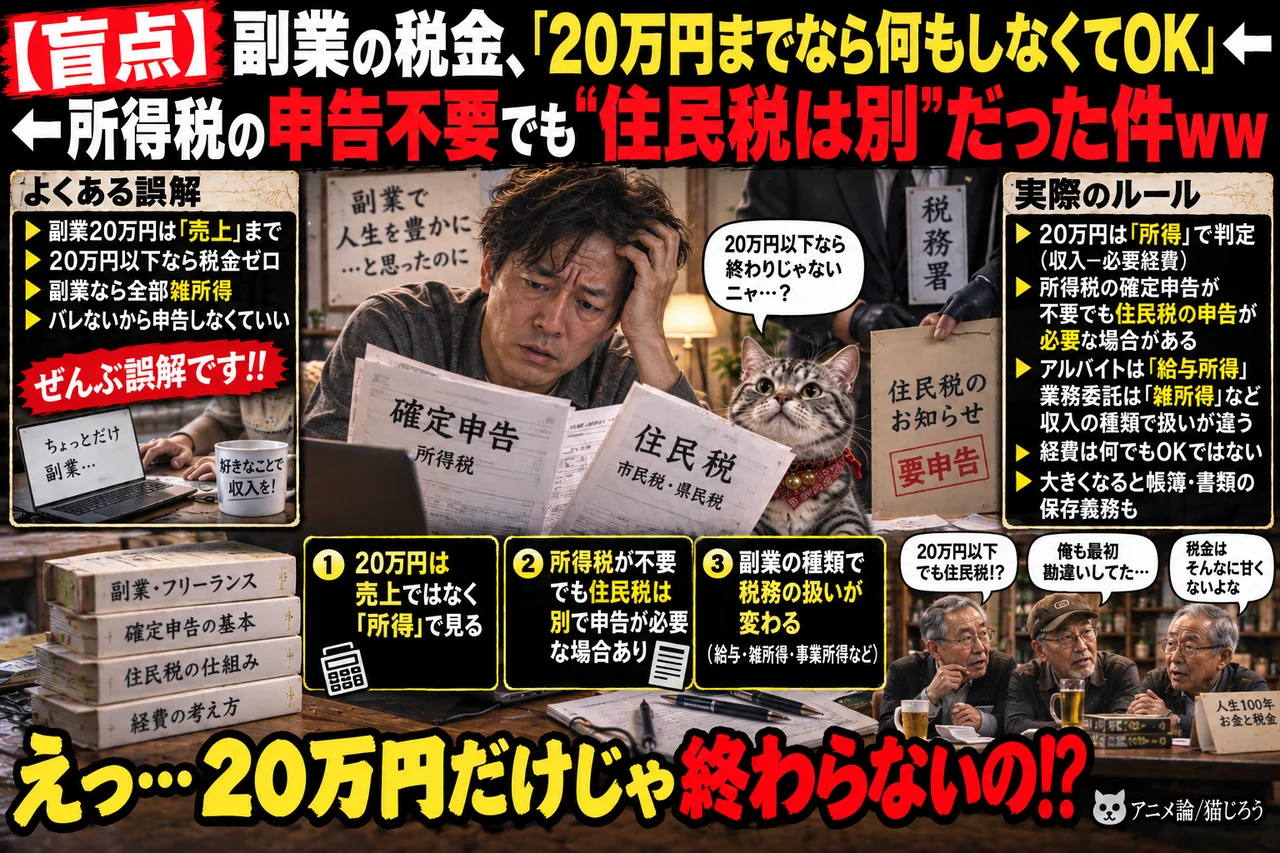 【盲点】副業の税金、「20万円までなら何もしなくてOK」←
←所得税の申告不要でも“住民税は別”だった件ww
よくある誤解
▶ 副業20万円は「売上」まで
▶ 20万円以下なら税金ゼロ
▶ 副業なら全部雑所得
▶ バレないから申告しなくていい
ぜんぶ誤解です!!
ちょっとだけ
副業…
好きなことで
収入を!
副業で
人生を豊かに
…と思ったのに
確定申告
所得税
住民税
市民税・県民税
20万円以下なら
終わりじゃない
ニャ…?
税務署
住民税の
お知らせ
要申告
実際のルール
▶ 20万円は「所得」で判定
(収入−必要経費)
▶ 所得税の確定申告が
不要でも住民税の申告が
必要な場合がある
▶ アルバイトは「給与所得」
業務委託は「雑所得」など
収入の種類で扱いが違う
▶ 経費は何でもOKではない
▶ 大きくなると帳簿・書類の
保存義務も
副業・フリーランス
確定申告の基本
住民税の仕組み
経費の考え方
1 20万円は
売上ではなく
「所得」で見る
2 所得税が不要
でも住民税は
別で申告が必要
な場合あり
3 副業の種類で
税務の扱いが
変わる
(給与・雑所得・事業所得など)
20万円以下
でも住民税!?
俺も最初
勘違いしてた…
税金は
そんなに甘く
ないよな
人生100年
お金と税金
えっ…20万円だけじゃ終わらないの!?
アニメ論/猫じろう